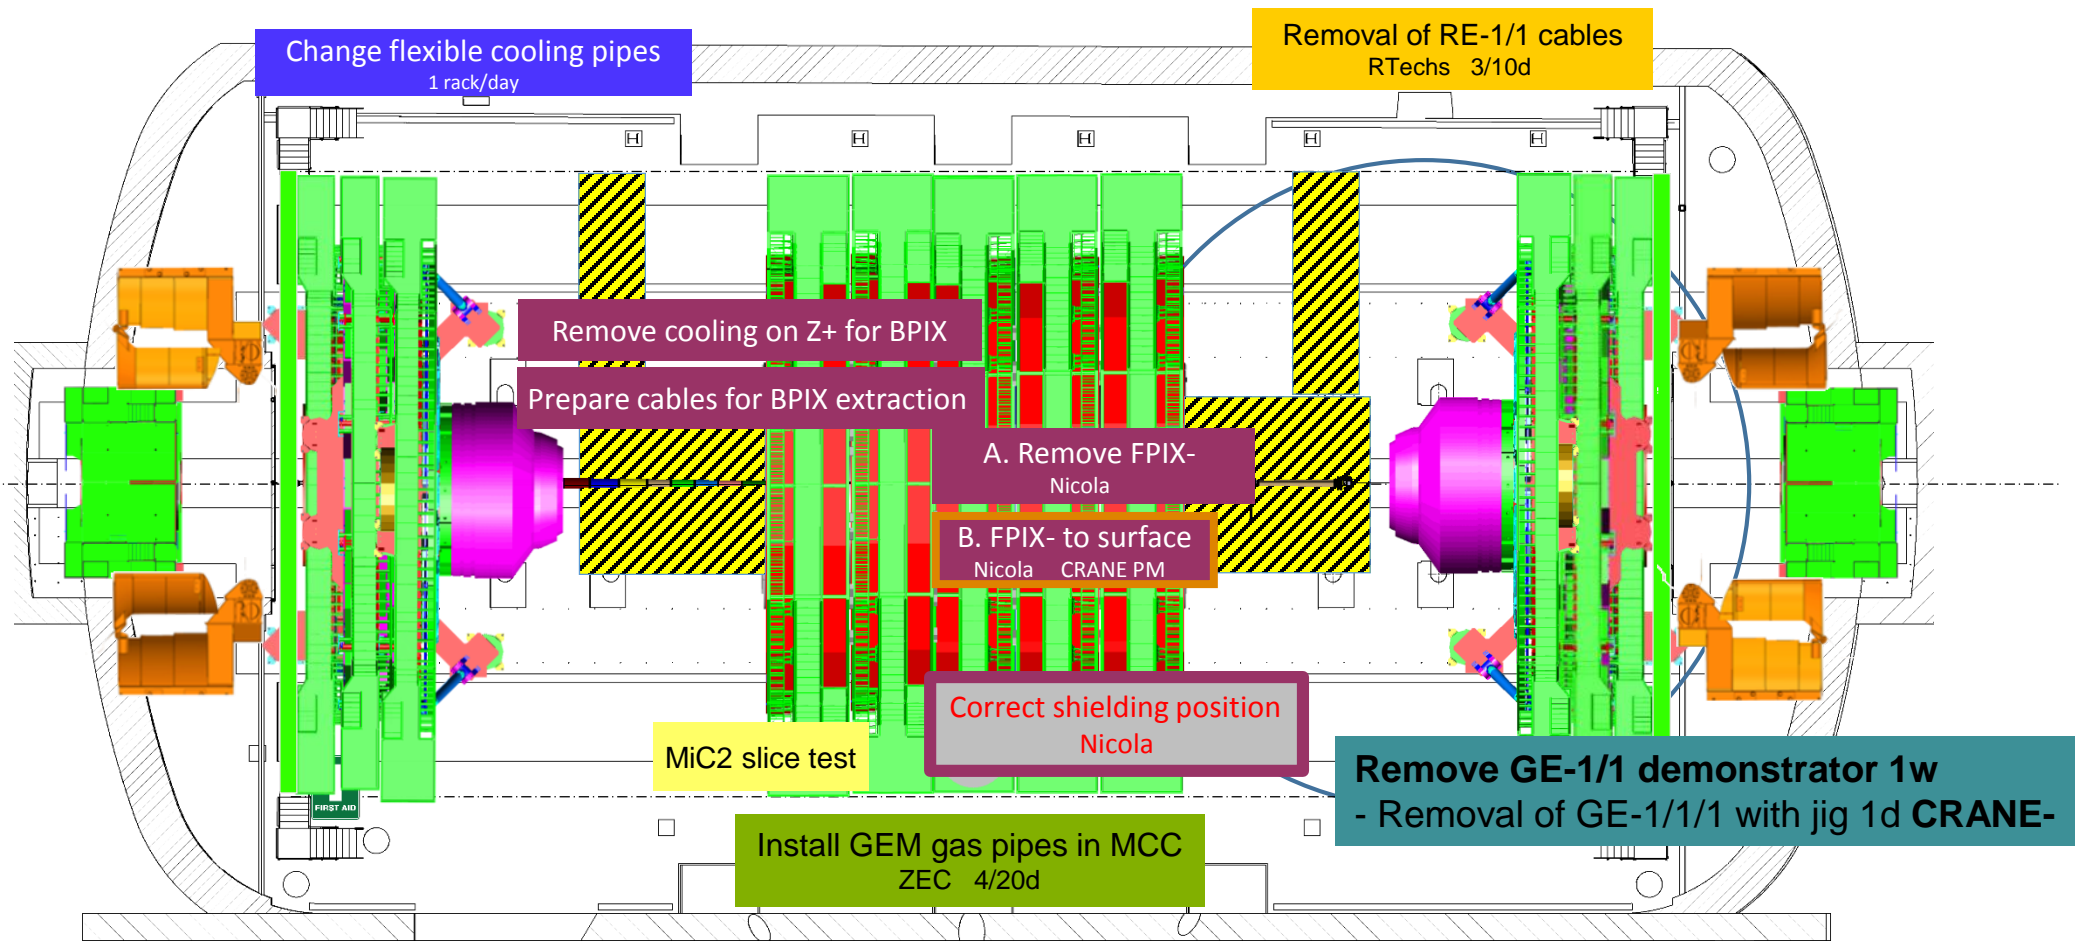 Change flexible cooling pipes
1 rack/day
Removal of RE-1/1 cables
RTechs 3/10d
H H H H H
Remove cooling on Z+ for BPIX
Prepare cables for BPIX extraction
A. Remove FPIX-
Nicola
B. FPIX- to surface
Nicola CRANE PM
Correct shielding position
Nicola
MiC2 slice test
Remove GE-1/1 demonstrator 1w
- Removal of GE-1/1/1 with jig 1d CRANE-
FIRST AID
Install GEM gas pipes in MCC
ZEC 4/20d